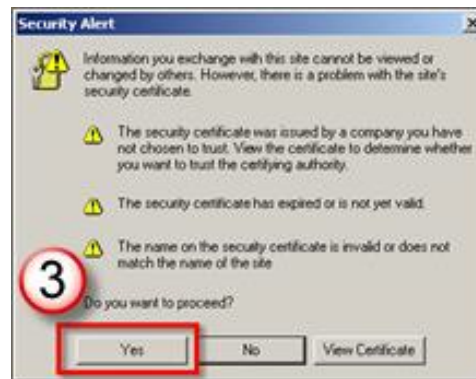 Security Alert
Information you exchange with this site cannot be viewed or
changed by others. However, there is a problem with the site's
security certificate.
The security certificate was issued by a company you have
not chosen to trust. View the certificate to determine whether
you want to trust the certifying authority.
The security certificate has expired or is not yet valid.
The name on the security certificate is invalid or does not
match the name of the site
3
Do you want to proceed?
Yes No View Certificate